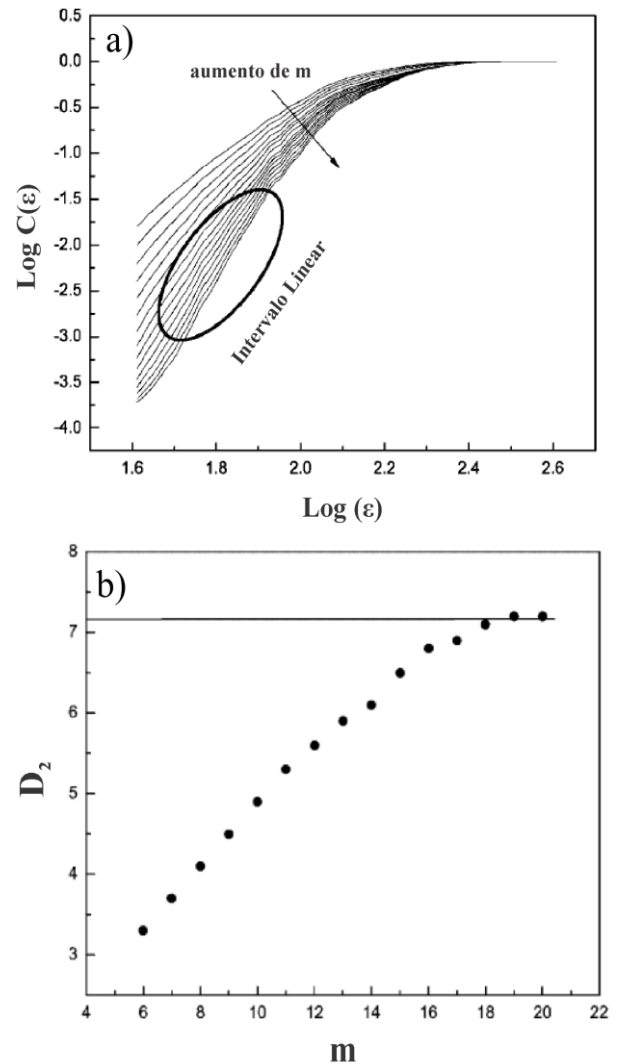 a)
0.5
0.0
-0.5
-1.0
-1.5
-2.0
-2.5
-3.0
-3.5
-4.0
Log C(ε)
aumento de m
Intervalo Linear
1.6 1.8 2.0 2.2 2.4 2.6
Log (ε)
b)
8
7
6
5
4
3
D2
4 6 8 10 12 14 16 18 20 22
m